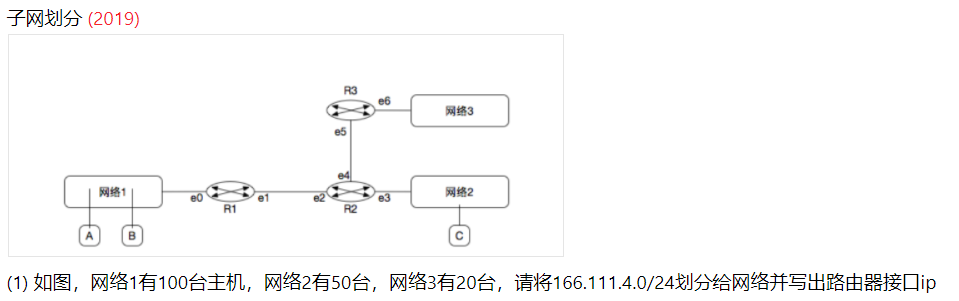 子网划分 (2019)
R3
e6
网络3
e5
e4
网络1
e0
e1
e2
e3
网络2
R1
R2
A
B
C
(1) 如图，网络1有100台主机，网络2有50台，网络3有20台，请将166.111.4.0/24划分给网络并写出路由器接口ip